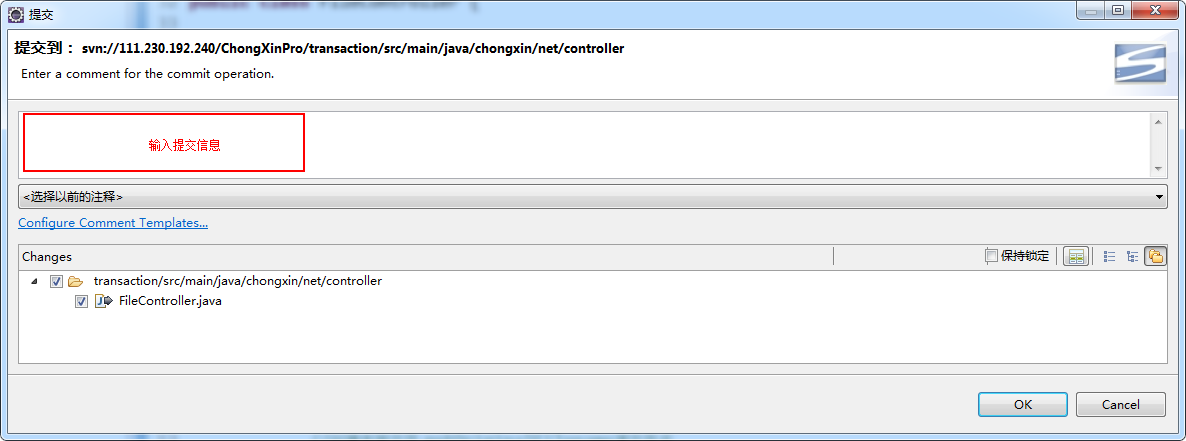 提交
提交到： svn://111.230.192.240/ChongXinPro/transaction/src/main/java/chongxin/net/controller
Enter a comment for the commit operation.
输入提交信息
<选择以前的注释>
Configure Comment Templates...
Changes
保持锁定
transaction/src/main/java/chongxin/net/controller
FileController.java
OK
Cancel